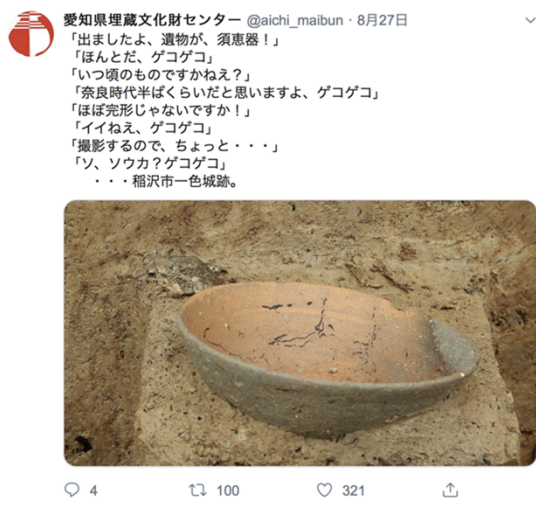 愛知県埋蔵文化財センター @aichi_maibun · 8月27日
「出ましたよ、遺物が、須恵器！」
「ほんとだ、ゲコゲコ」
「いつ頃のものですかねえ？」
「奈良時代半ばくらいだと思いますよ、ゲコゲコ」
「ほぼ完形じゃないですか！」
「イイねえ、ゲコゲコ」
「撮影するので、ちょっと・・・」
「ソ、ソウカ？ゲコゲコ」
・・・稲沢市一色城跡。
4 100 321